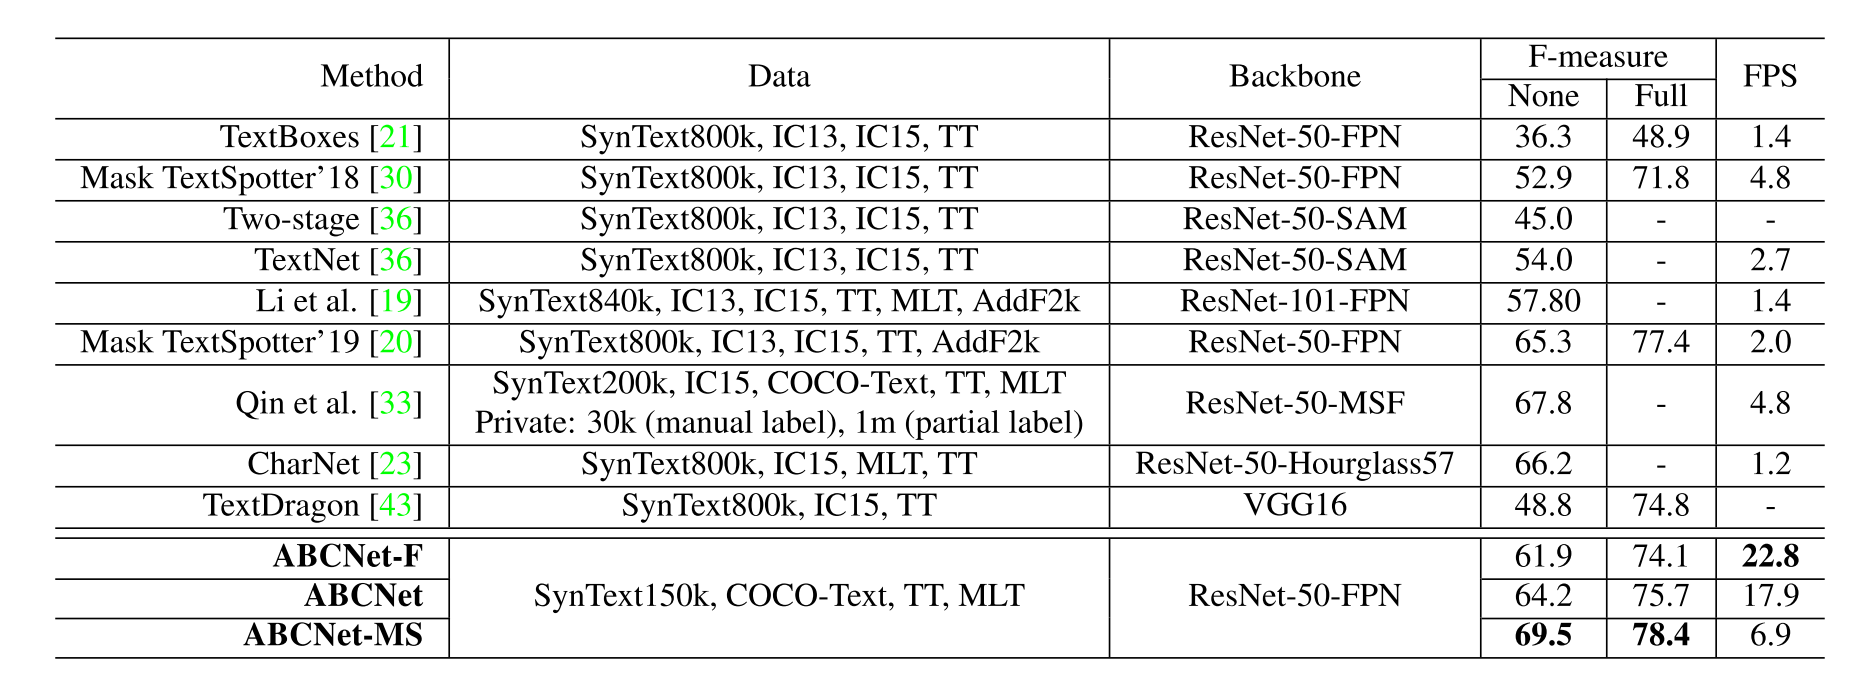 Method Data Backbone F-measure FPS
None Full
TextBoxes [21] SynText800k, IC13, IC15, TT ResNet-50-FPN 36.3 48.9 1.4
Mask TextSpotter’18 [30] SynText800k, IC13, IC15, TT ResNet-50-FPN 52.9 71.8 4.8
Two-stage [36] SynText800k, IC13, IC15, TT ResNet-50-SAM 45.0 - -
TextNet [36] SynText800k, IC13, IC15, TT ResNet-50-SAM 54.0 - 2.7
Li et al. [19] SynText840k, IC13, IC15, TT, MLT, AddF2k ResNet-101-FPN 57.80 - 1.4
Mask TextSpotter’19 [20] SynText800k, IC13, IC15, TT, AddF2k ResNet-50-FPN 65.3 77.4 2.0
Qin et al. [33] SynText200k, IC15, COCO-Text, TT, MLT ResNet-50-MSF 67.8 - 4.8
Private: 30k (manual label), 1m (partial label)
CharNet [23] SynText800k, IC15, MLT, TT ResNet-50-Hourglass57 66.2 - 1.2
TextDragon [43] SynText800k, IC15, TT VGG16 48.8 74.8 -
ABCNet-F 61.9 74.1 22.8
ABCNet SynText150k, COCO-Text, TT, MLT ResNet-50-FPN 64.2 75.7 17.9
ABCNet-MS 69.5 78.4 6.9